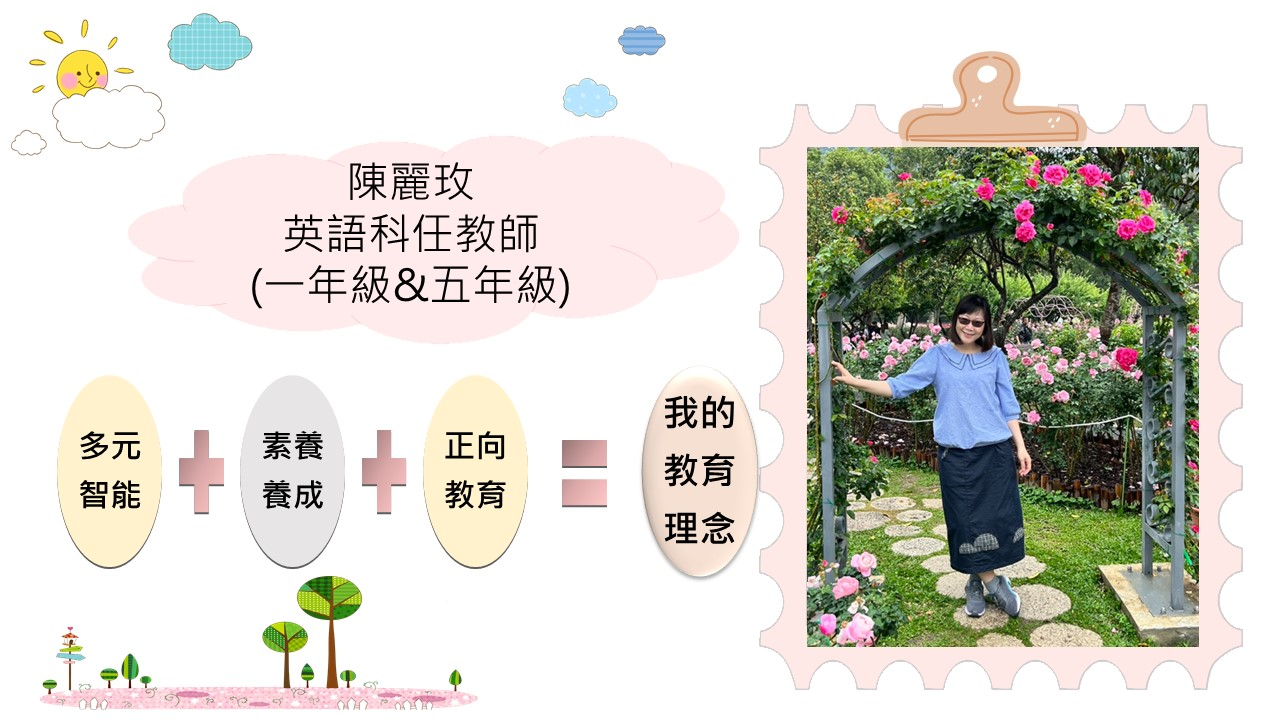 陳麗玫
英語科任教師
(一年級&五年級)
多元
智能
素養
養成
正向
教育
我的
教育
理念